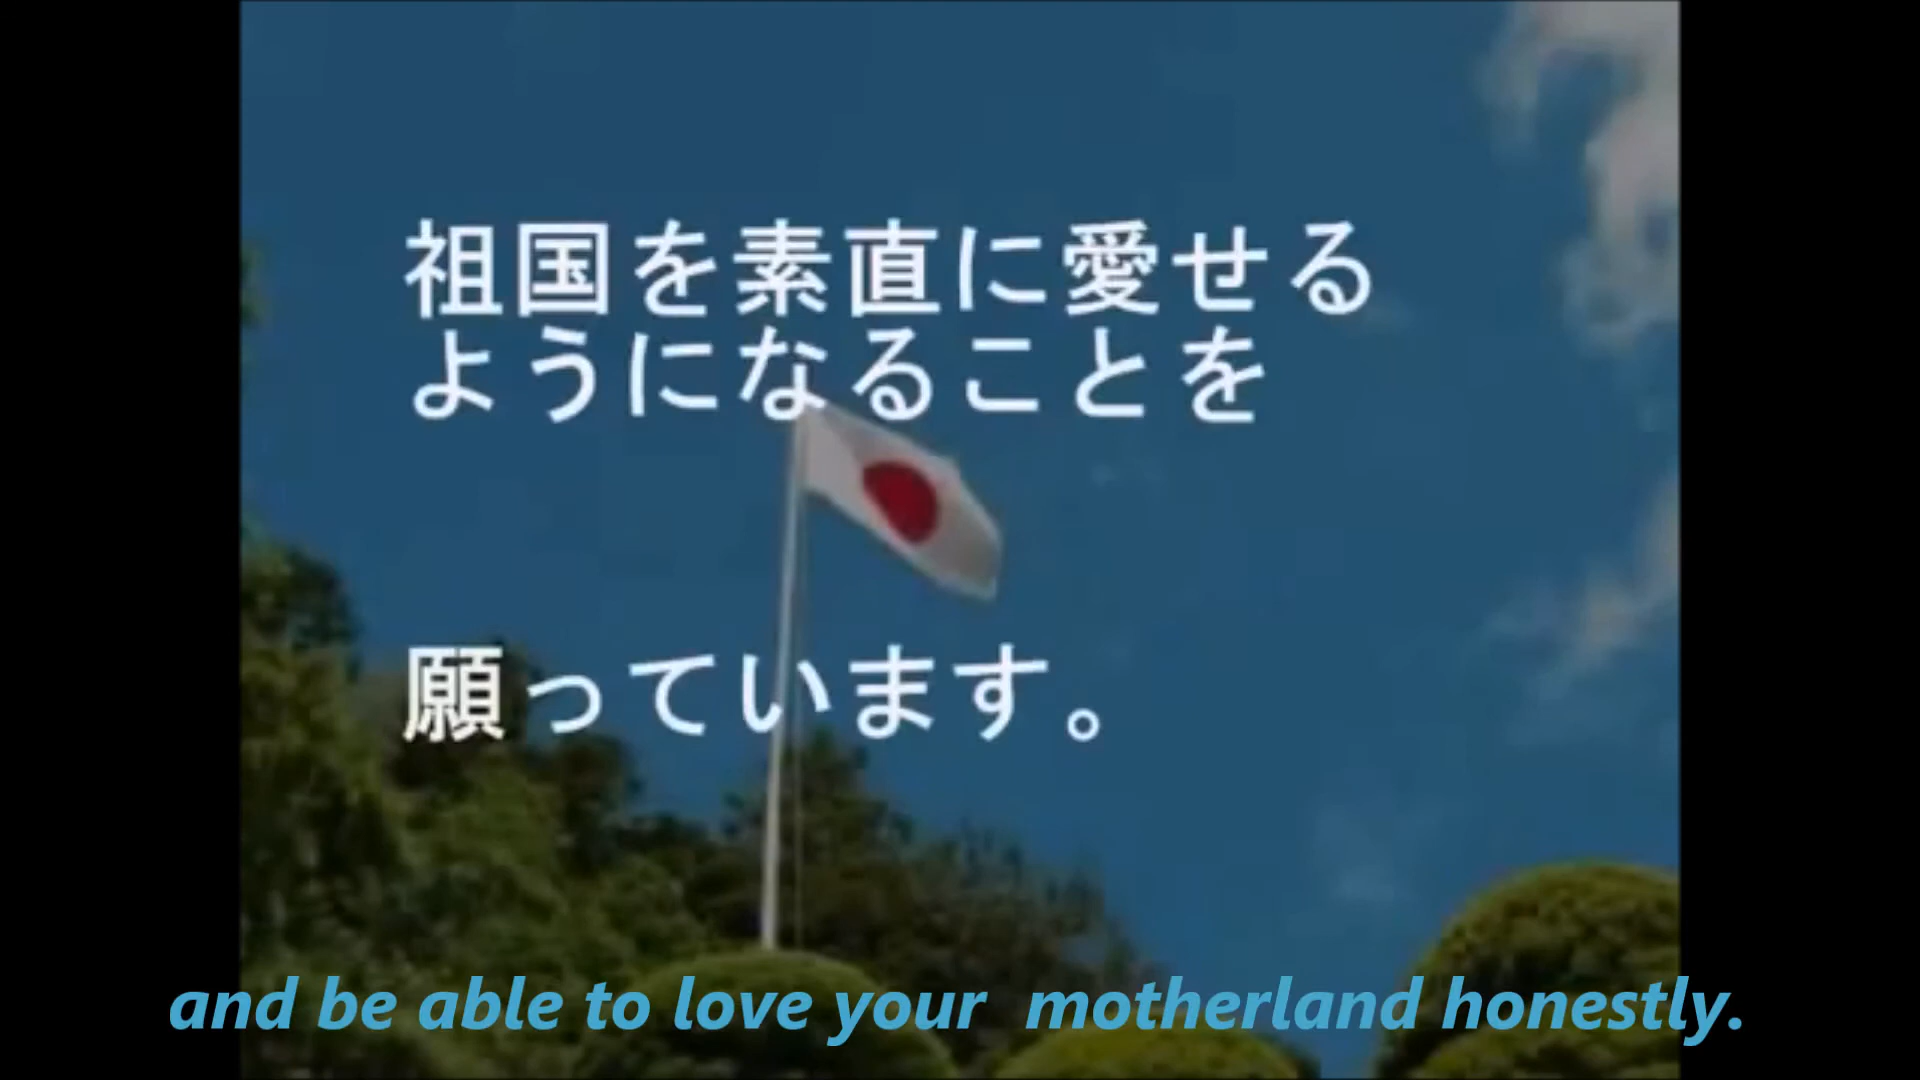 祖国を素直に愛せる
ようになることを
願っています。
and be able to love your motherland honestly.